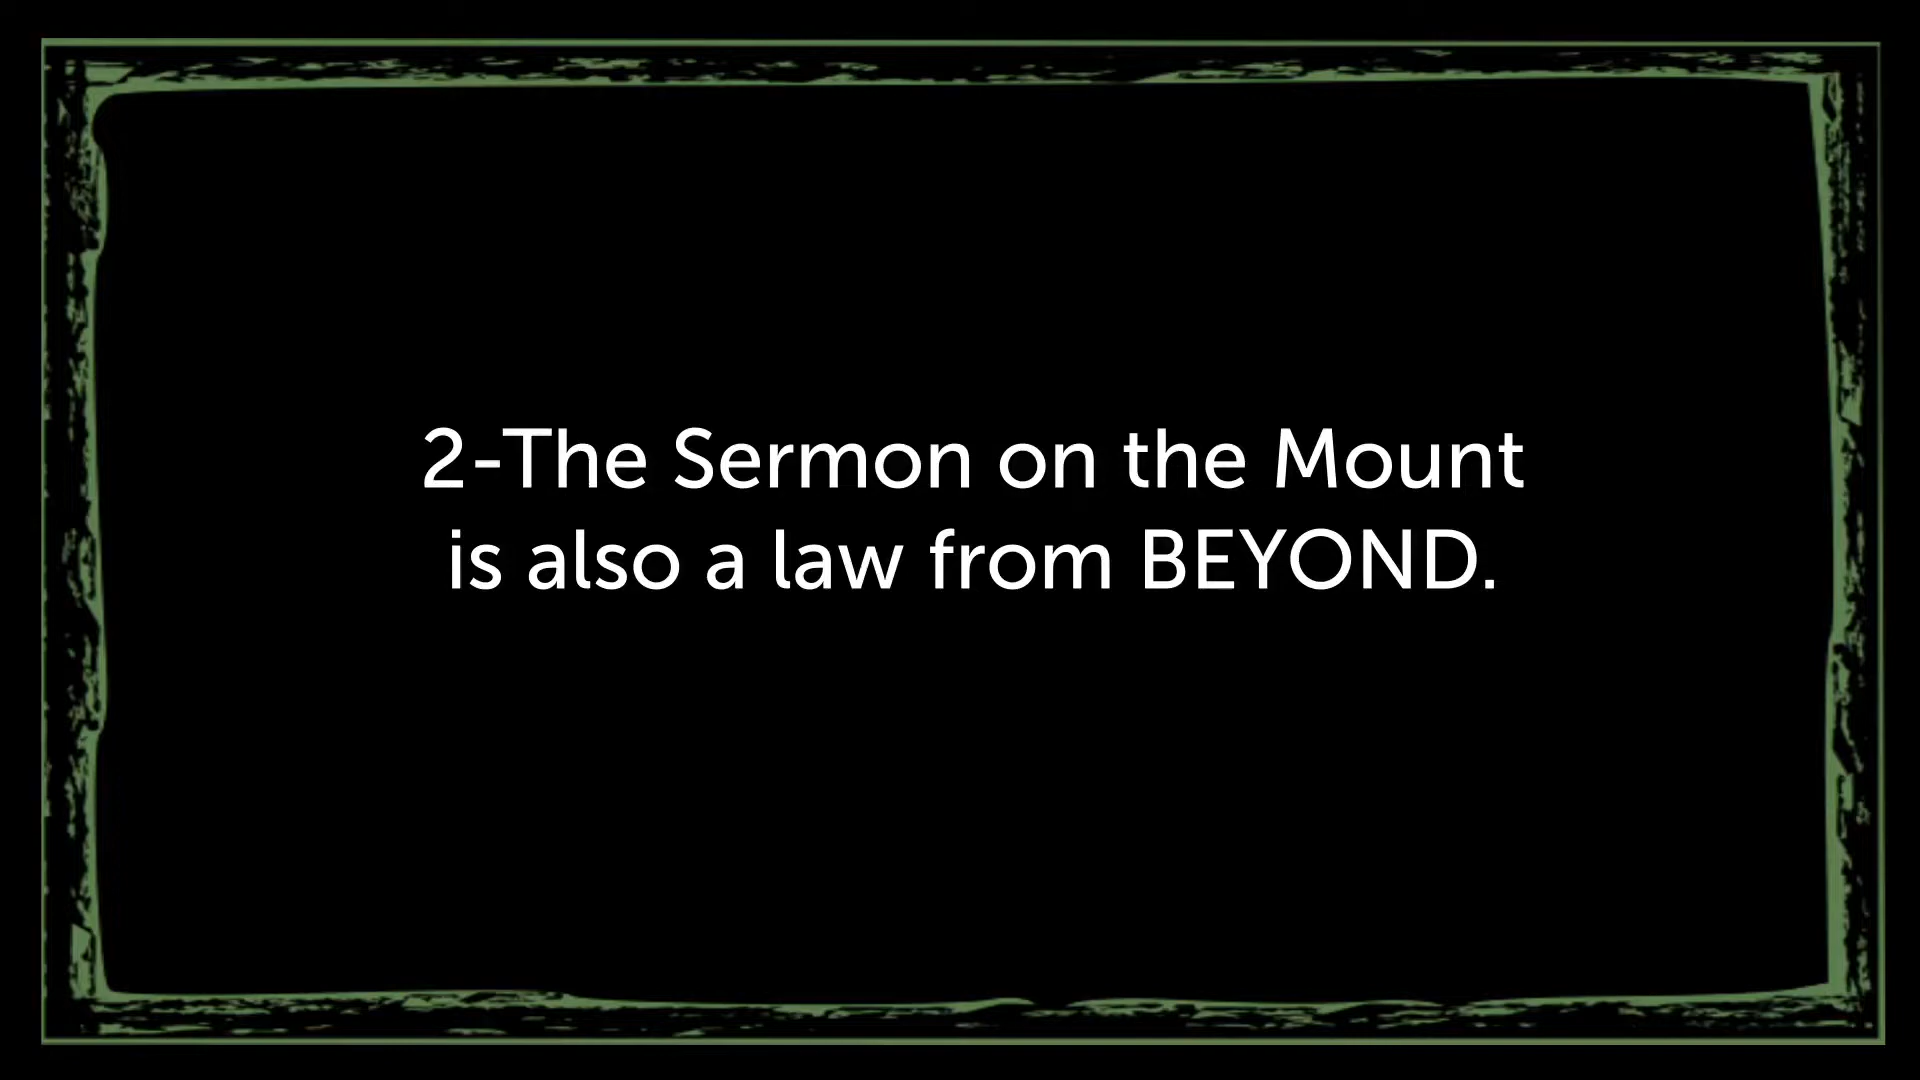 2-The Sermon on the Mount
is also a law from BEYOND.